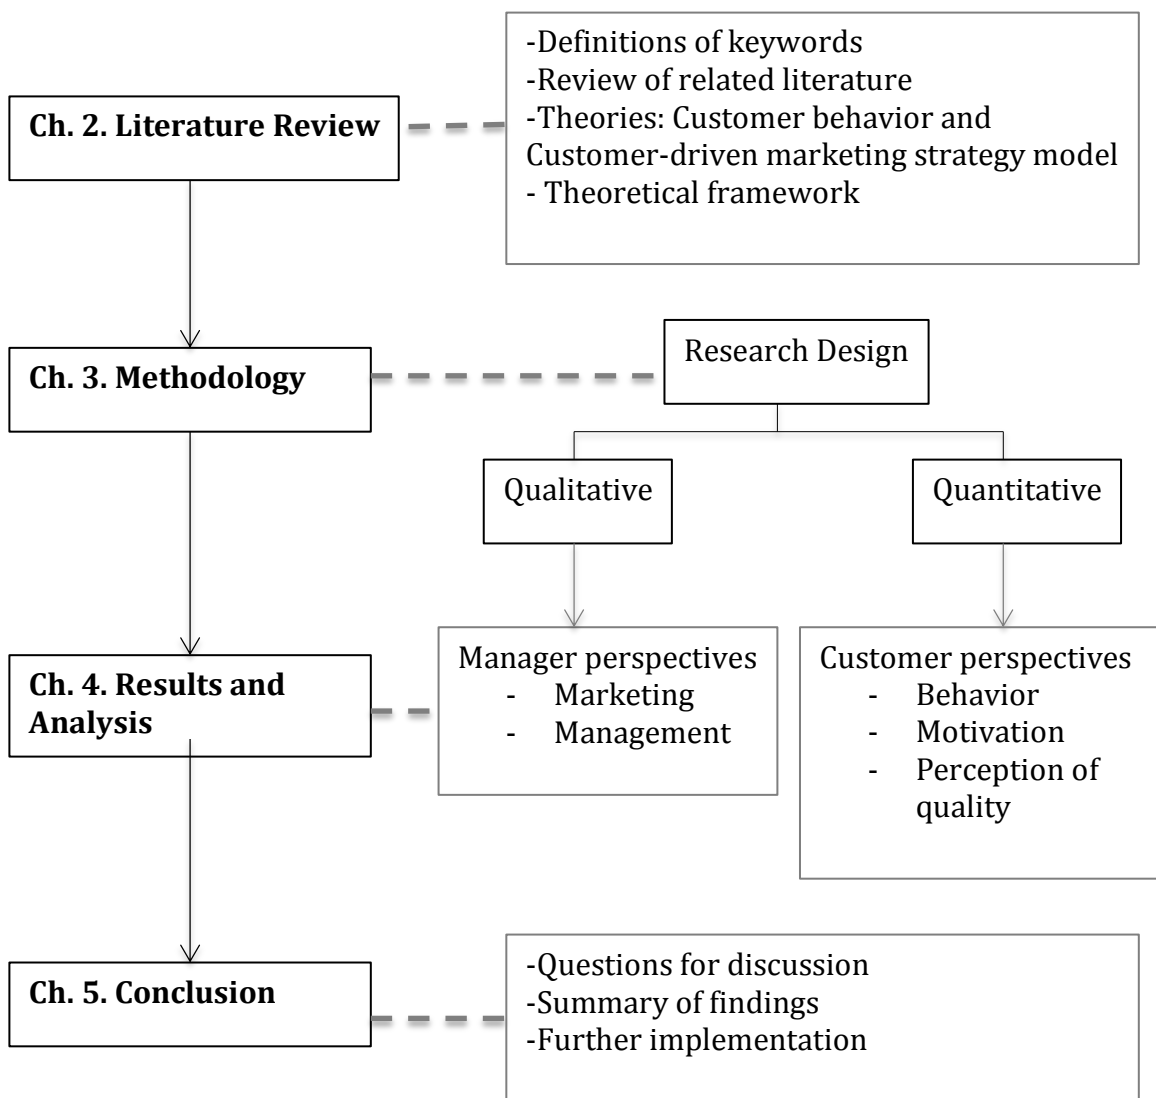 -Definitions of keywords
-Review of related literature
-Theories: Customer behavior and
Customer-driven marketing strategy model
- Theoretical framework
Ch. 2. Literature Review
Research Design
Ch. 3. Methodology
Qualitative
Quantitative
Manager perspectives
- Marketing
- Management
Customer perspectives
- Behavior
- Motivation
- Perception of
quality
Ch. 4. Results and
Analysis
-Questions for discussion
-Summary of findings
-Further implementation
Ch. 5. Conclusion